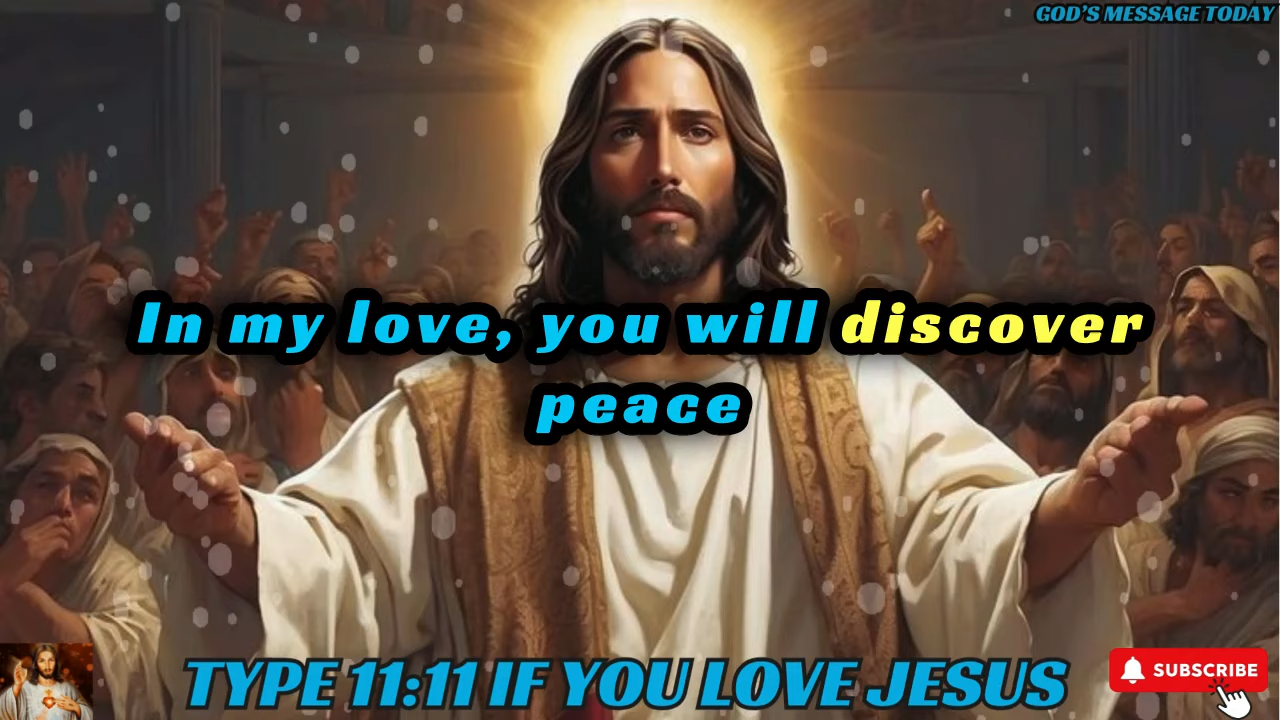 GOD'S MESSAGE TODAY
In my love, you will discover
peace
TYPE 11:11 IF YOU LOVE JESUS
SUBSCRIBE